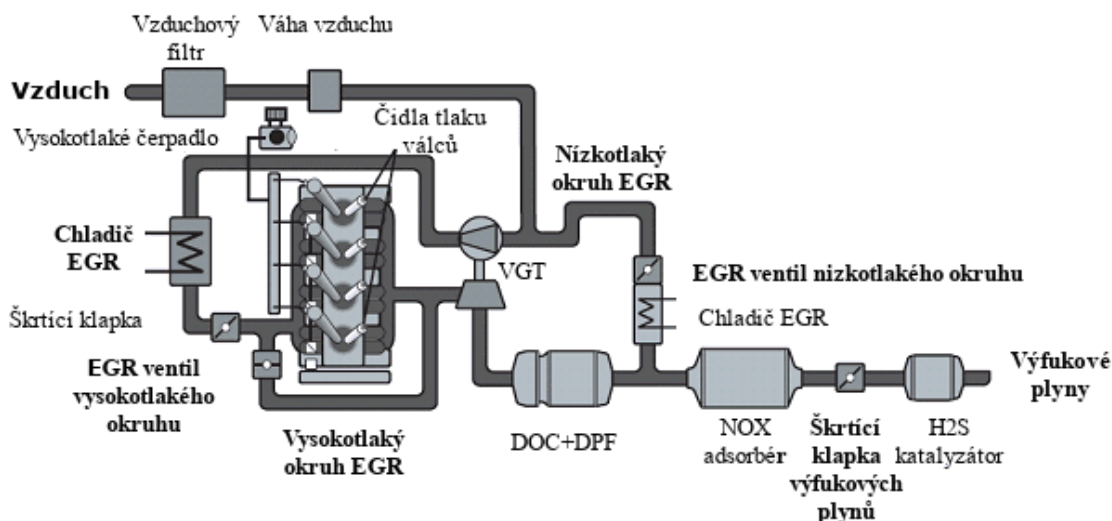 Vzduchový
filtr
Váha vzduchu
Vzduch
Vysokotlaké čerpadlo
Čidla tlaku
válců
Nízkotlaký
okruh EGR
Chladič
EGR
VGT
EGR ventil nizkotlakého okruhu
Chladič EGR
Škrtící klapka
EGR ventil
vysokotlakého
okruhu
Vysokotlaký
okruh EGR
DOC+DPF
NOX
adsorbér
Škrtící
klapka
výfukových
plynů
H2S
katalyzátor
Výfukové
plyny